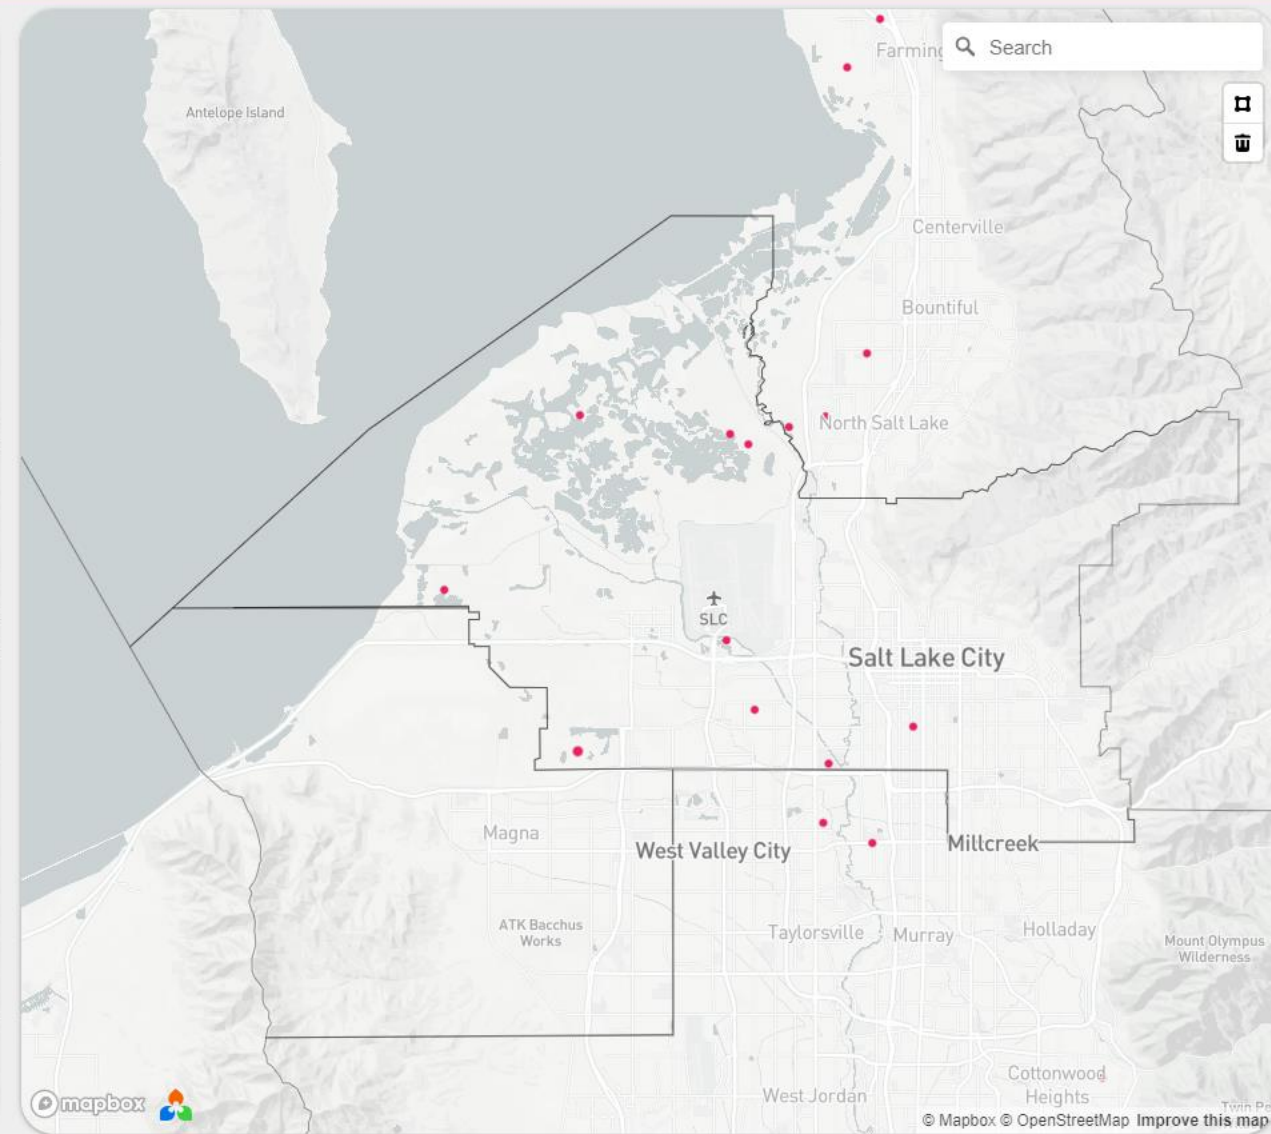 Farming
Search
Antelope Island
Centerville
Bountiful
North Salt Lake
SLC
Salt Lake City
Magna
West Valley City
Millcreek
ATK Bacchus
Works
Taylorsville
Murray
Holladay
Mount Olympus
Wilderness
Cottonwood
Heights
West Jordan
mapbox
© Mapbox © OpenStreetMap Improve this map